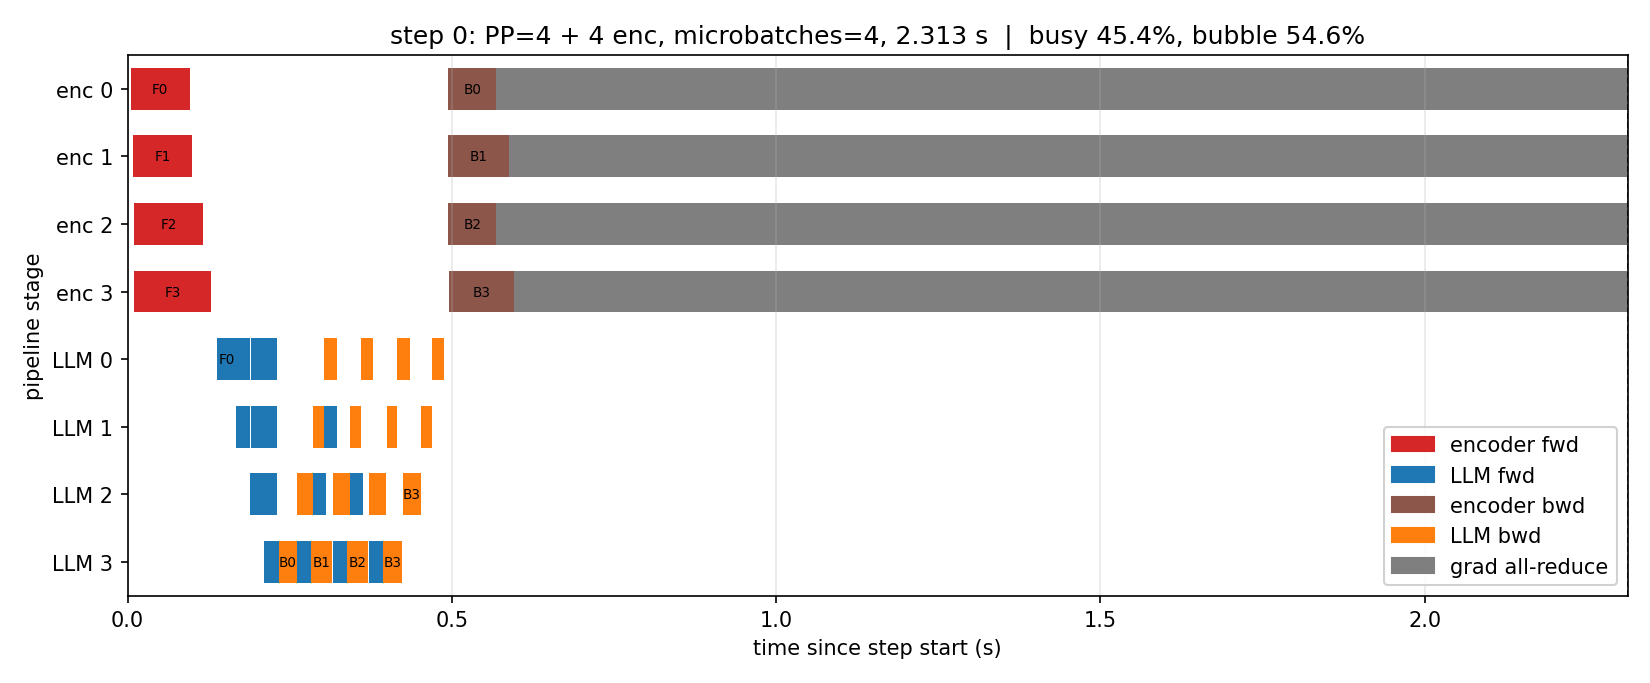 step 0: PP=4 + 4 enc, microbatches=4, 2.313 s | busy 45.4%, bubble 54.6%
pipeline stage
enc 0
F0
B0
enc 1
F1
B1
enc 2
F2
B2
enc 3
F3
B3
LLM 0
F0
LLM 1
LLM 2
B3
LLM 3
B0
B1
B2
B3
encoder fwd
LLM fwd
encoder bwd
LLM bwd
grad all-reduce
0.0
0.5
1.0
1.5
2.0
time since step start (s)